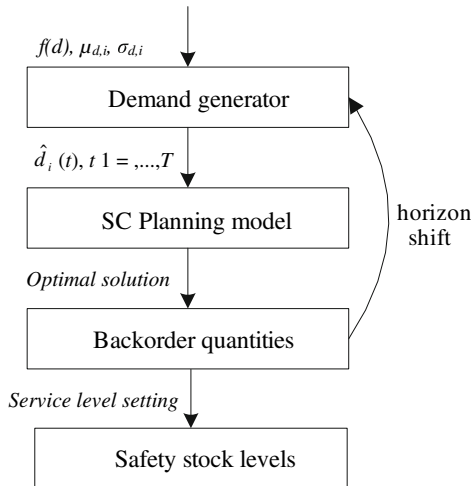 f(d), μ_{d,i}, σ_{d,i}
Demand generator
d̂_i (t), t 1 = ,...,T
SC Planning model
horizon
shift
Optimal solution
Backorder quantities
Service level setting
Safety stock levels